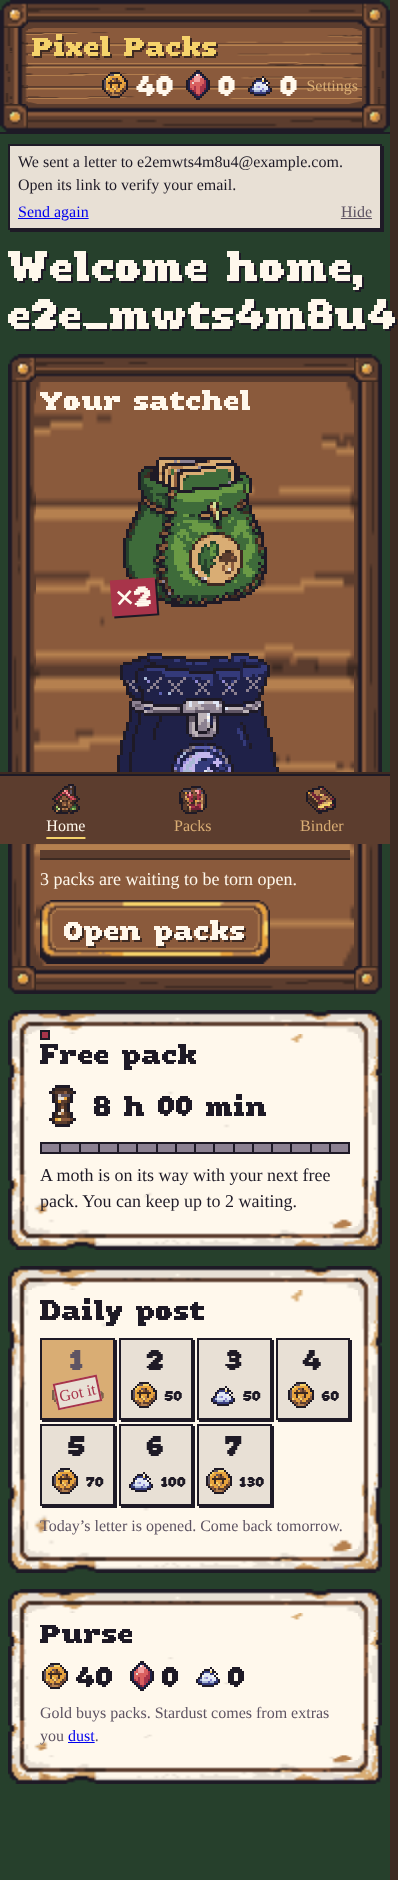 Pixel Packs
40 0 0 Settings
We sent a letter to e2emwts4m8u4@example.com.
Open its link to verify your email.
Send again Hide
Welcome home,
e2e_mwts4m8u4
Your satchel
×2
Home Packs Binder
3 packs are waiting to be torn open.
Open packs
Free pack
8 h 00 min
A moth is on its way with your next free
pack. You can keep up to 2 waiting.
Daily post
1 2 3 4
Got it 50 50 60
5 6 7
70 100 130
Today’s letter is opened. Come back tomorrow.
Purse
40 0 0
Gold buys packs. Stardust comes from extras
you dust.